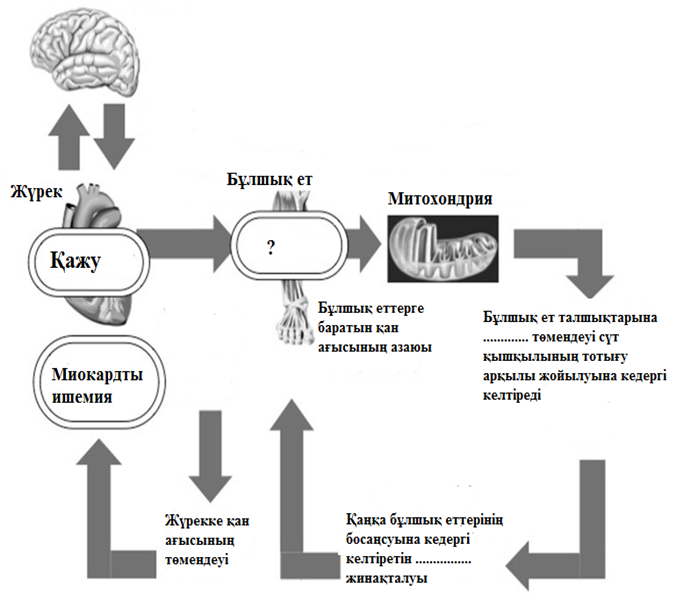 Жүрек
Қажу
Миокардты
ишемия
Бұлшық ет
?
Бұлшық еттерге
баратын қан
ағысының азаюы
Митохондрия
Бұлшық ет талшықтарына
............. төмендеуі сүт
қышқылының тотығу
арқылы жойылуына кедергі
келтіреді
Жүрекке қан
ағысының
төмендеуі
Қаңқа бұлшық еттерінің
босаңсуына кедергі
келтіретін ................
жинақталуы